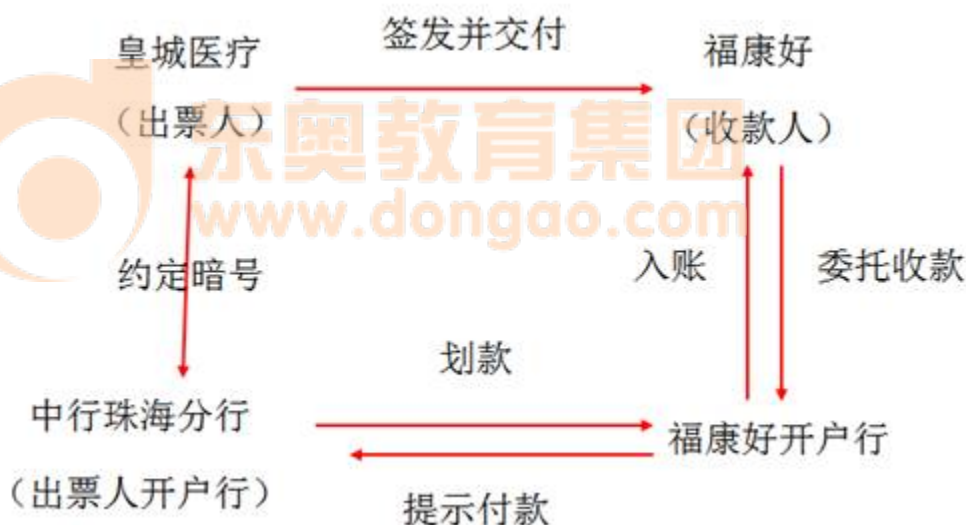 皇城医疗
签发并交付
福康好
（出票人）
（收款人）
东奥教育集团
www.dongao.com
约定暗号
入账
委托收款
划款
中行珠海分行
福康好开户行
（出票人开户行）
提示付款